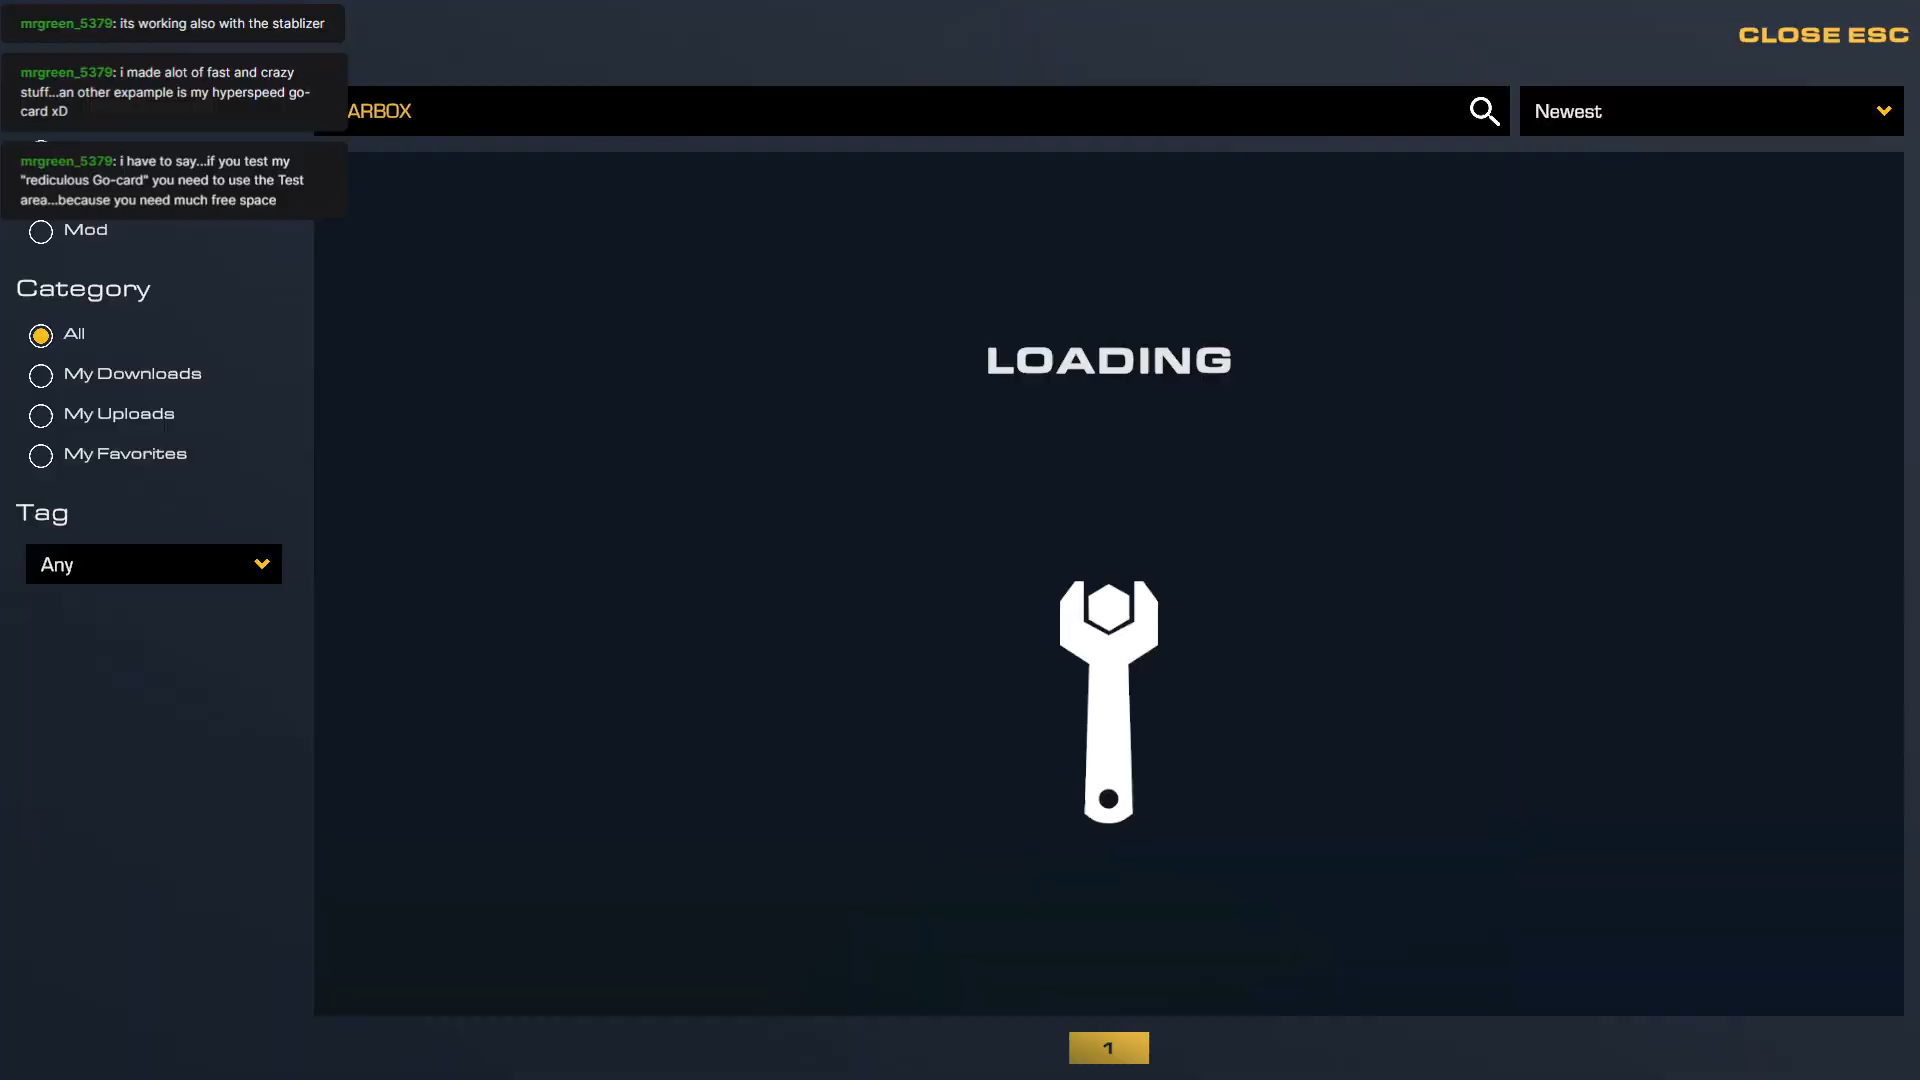 mrgreen_5379: its working also with the stablizer
CLOSE ESC
mrgreen_5379: i made alot of fast and crazy
stuff...an other expample is my hyperspeed go-
card xD
ARBOX
Newest
mrgreen_5379: i have to say...if you test my
"rediculous Go-card" you need to use the Test
area...because you need much free space
Mod
Category
All
My Downloads
My Uploads
My Favorites
Tag
Any
LOADING
1